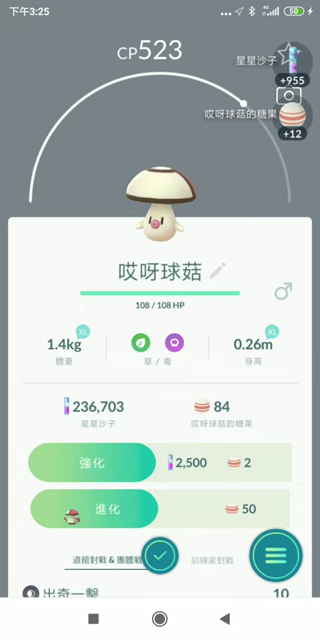 下午3:25
4G
50
CP523
星星沙子
+955
哎呀球菇的糖果
+12
哎呀球菇
108 / 108 HP
XL
XL
1.4kg
0.26m
體重
草 / 毒
身高
236,703
84
星星沙子
哎呀球菇的糖果
強化
2,500
2
進化
50
道館對戰 & 團體戰
訓練家對戰
出奇一擊
10